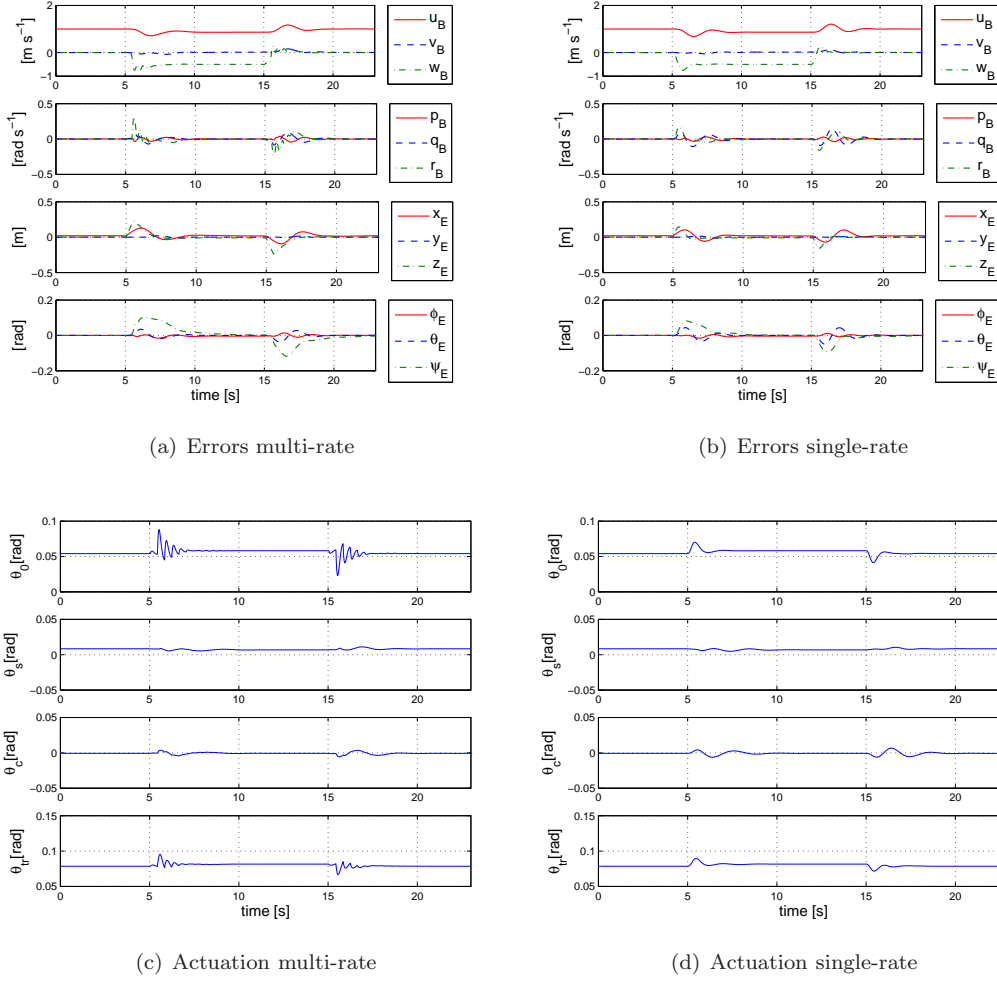 2
1
0
−1
[m s⁻¹]
0 5 10 15 20
u_B
v_B
w_B
0.5
0
−0.5
[rad s⁻¹]
0 5 10 15 20
p_B
q_B
r_B
0.5
0
−0.5
[m]
0 5 10 15 20
x_E
y_E
z_E
0.2
0
−0.2
[rad]
0 5 10 15 20
time [s]
ϕ_E
θ_E
ψ_E
(a) Errors multi-rate
2
1
0
−1
[m s⁻¹]
0 5 10 15 20
u_B
v_B
w_B
0.5
0
−0.5
[rad s⁻¹]
0 5 10 15 20
p_B
q_B
r_B
0.5
0
−0.5
[m]
0 5 10 15 20
x_E
y_E
z_E
0.2
0
−0.2
[rad]
0 5 10 15 20
time [s]
ϕ_E
θ_E
ψ_E
(b) Errors single-rate
0.1
0.05
0
θ_0[rad]
0 5 10 15 20
0.05
0
−0.05
θ_s[rad]
0 5 10 15 20
0.05
0
−0.05
θ_c[rad]
0 5 10 15 20
0.15
0.1
0.05
θ_tr[rad]
0 5 10 15 20
time [s]
(c) Actuation multi-rate
0.1
0.05
0
θ_0[rad]
0 5 10 15 20
0.05
0
−0.05
θ_s[rad]
0 5 10 15 20
0.05
0
−0.05
θ_c[rad]
0 5 10 15 20
0.15
0.1
0.05
θ_tr[rad]
0 5 10 15 20
time [s]
(d) Actuation single-rate